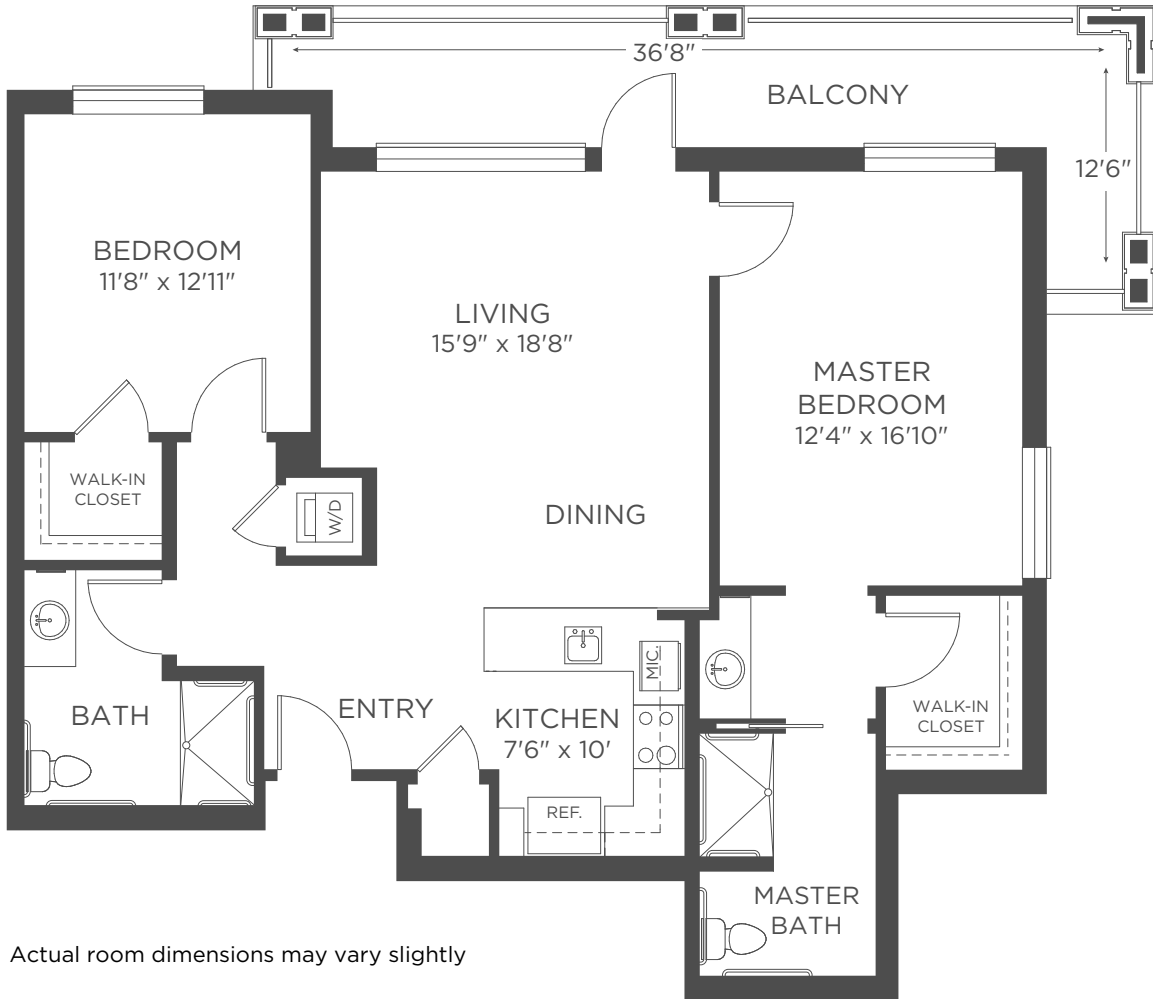 36'8"
BALCONY
12'6"
BEDROOM
11'8" x 12'11"
LIVING
15'9" x 18'8"
MASTER
BEDROOM
12'4" x 16'10"
WALK-IN
CLOSET
W/D
DINING
MIC.
BATH
ENTRY
KITCHEN
7'6" x 10'
WALK-IN
CLOSET
REF.
MASTER
BATH
Actual room dimensions may vary slightly